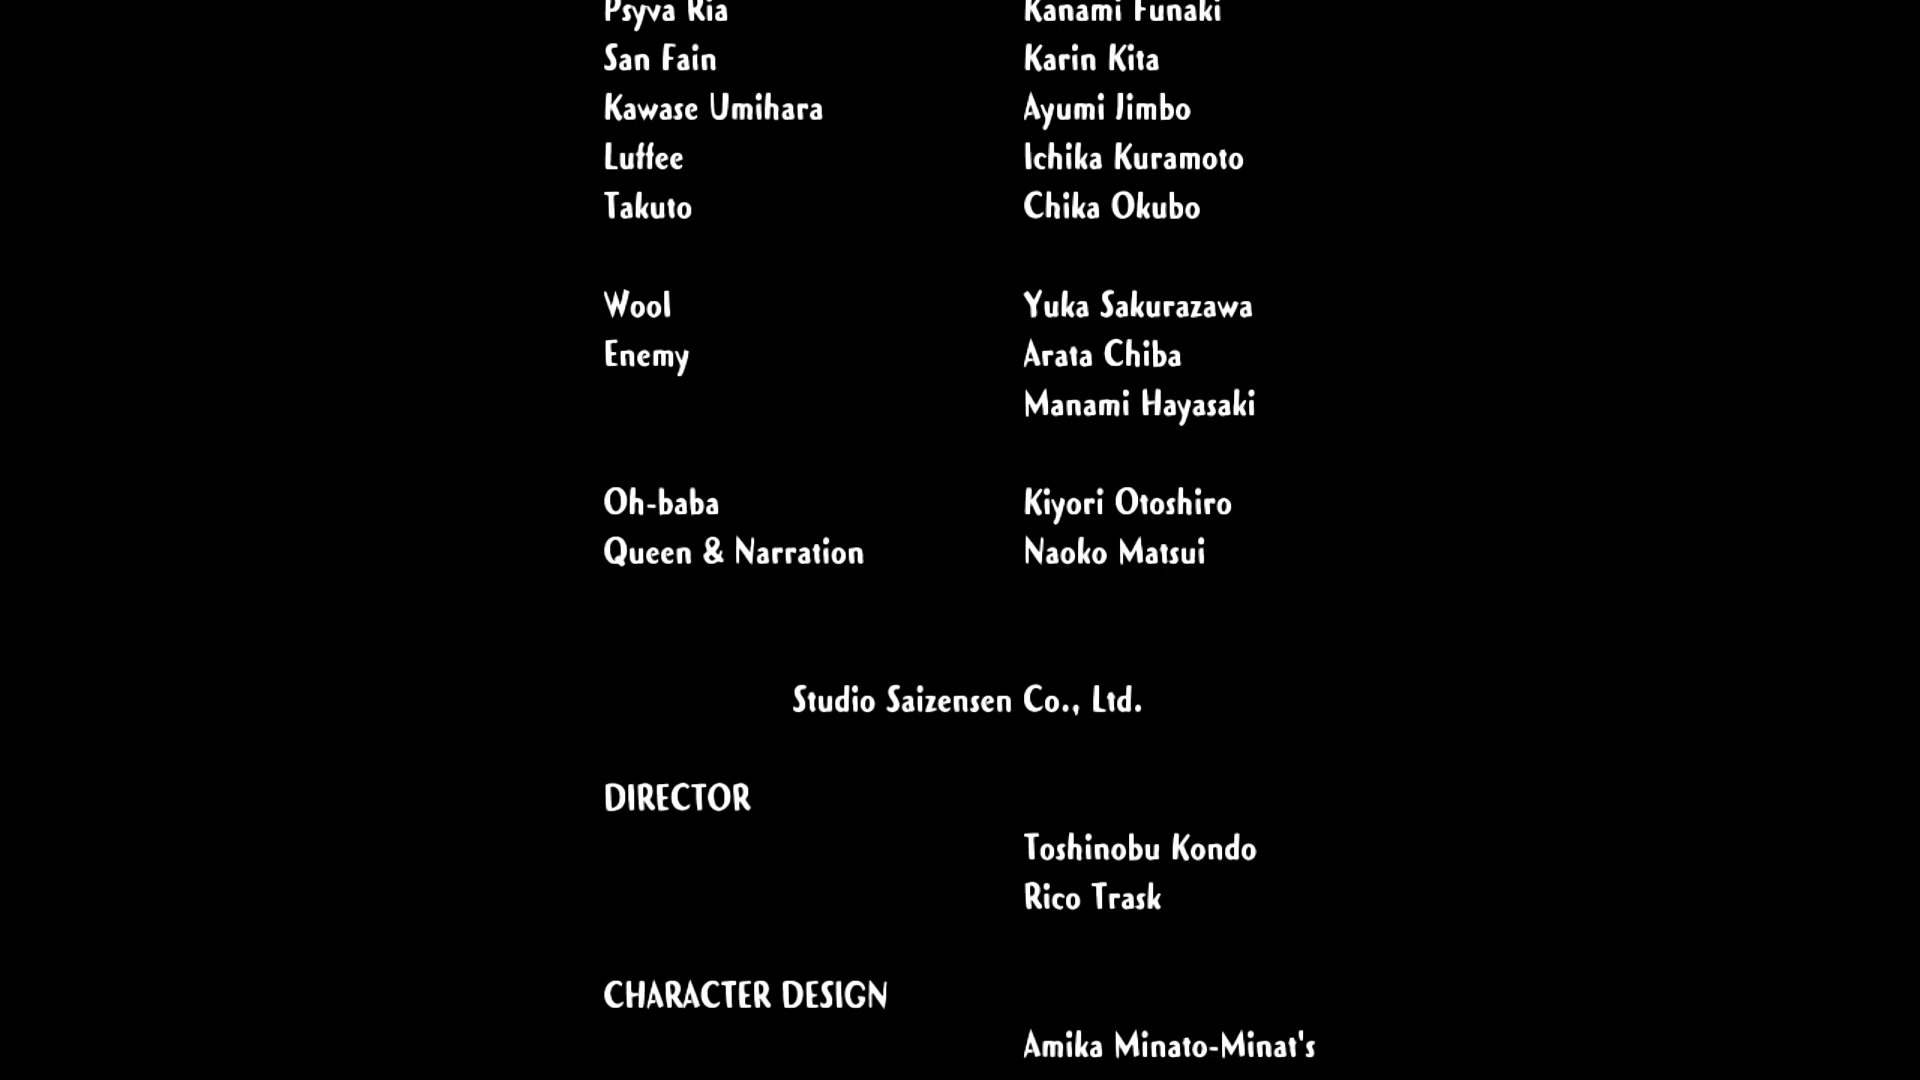 Psyva Ria Kanami Funaki
San Fain Karin Kita
Kawase Umihara Ayumi Jimbo
Luffee Ichika Kuramoto
Takuto Chika Okubo
Wool Yuka Sakurazawa
Enemy Arata Chiba
Manami Hayasaki
Oh-baba Kiyori Otoshiro
Queen & Narration Naoko Matsui
Studio Saizensen Co., Ltd.
DIRECTOR
Toshinobu Kondo
Rico Trask
CHARACTER DESIGN
Amika Minato-Minat's